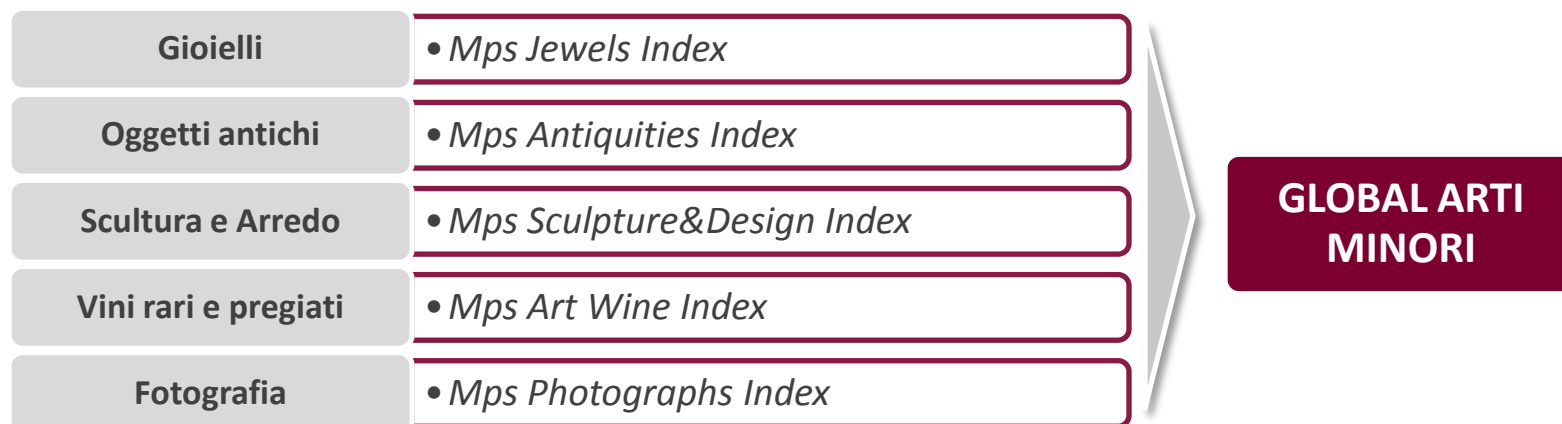 Gioielli
• Mps Jewels Index
Oggetti antichi
• Mps Antiquities Index
Scultura e Arredo
• Mps Sculpture&Design Index
Vini rari e pregiati
• Mps Art Wine Index
Fotografia
• Mps Photographs Index
GLOBAL ARTI
MINORI